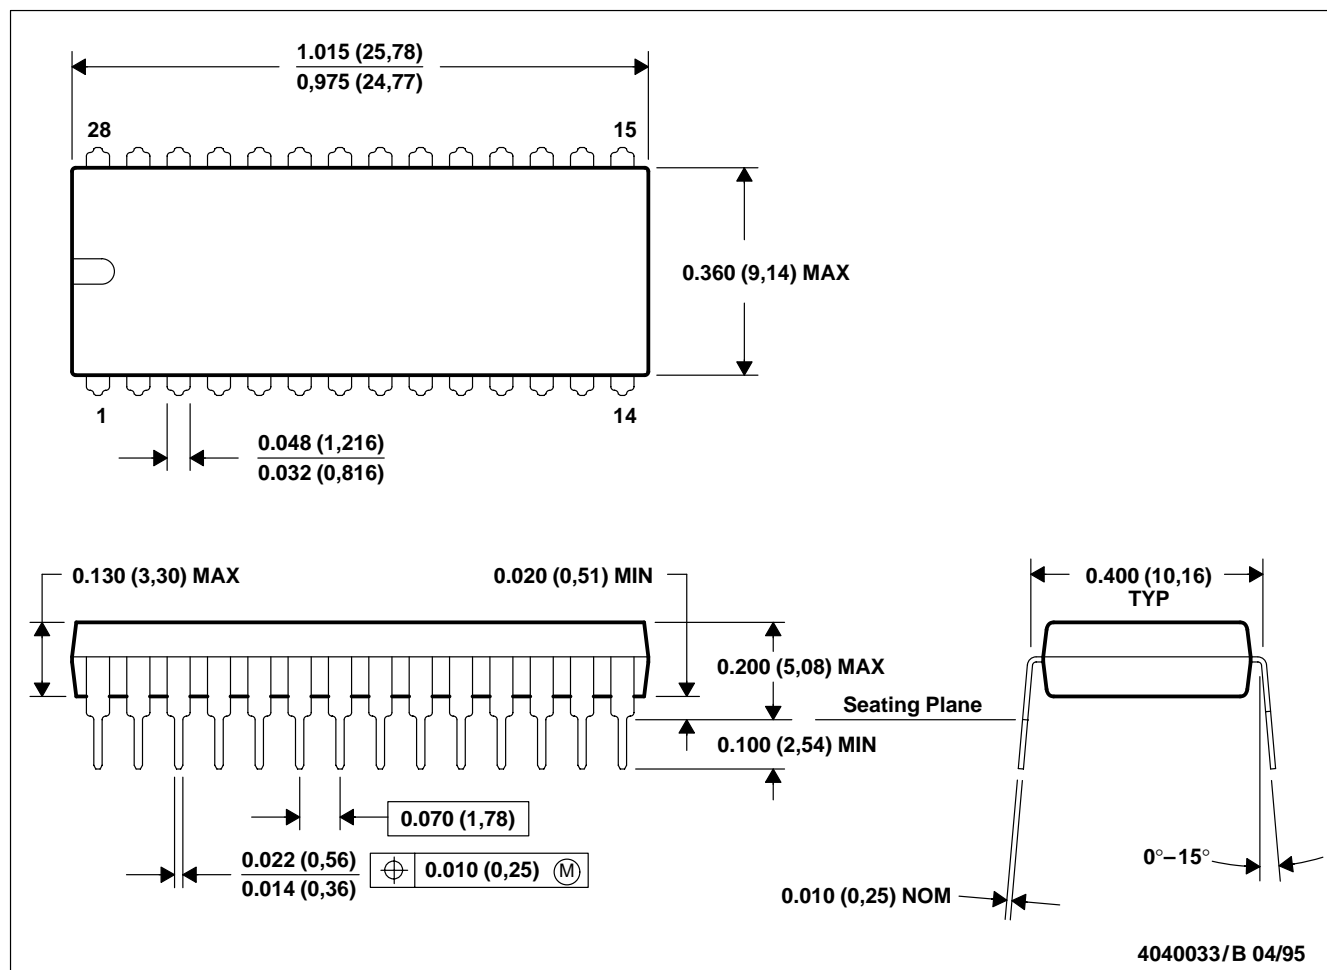 1.015 (25,78)
0,975 (24,77)
28
15
0.360 (9,14) MAX
1
14
0.048 (1,216)
0.032 (0,816)
0.130 (3,30) MAX
0.020 (0,51) MIN
0.400 (10,16)
TYP
0.200 (5,08) MAX
Seating Plane
0.100 (2,54) MIN
0.070 (1,78)
0.022 (0,56)
0.014 (0,36)
0.010 (0,25) M
0°–15°
0.010 (0,25) NOM
4040033/B 04/95